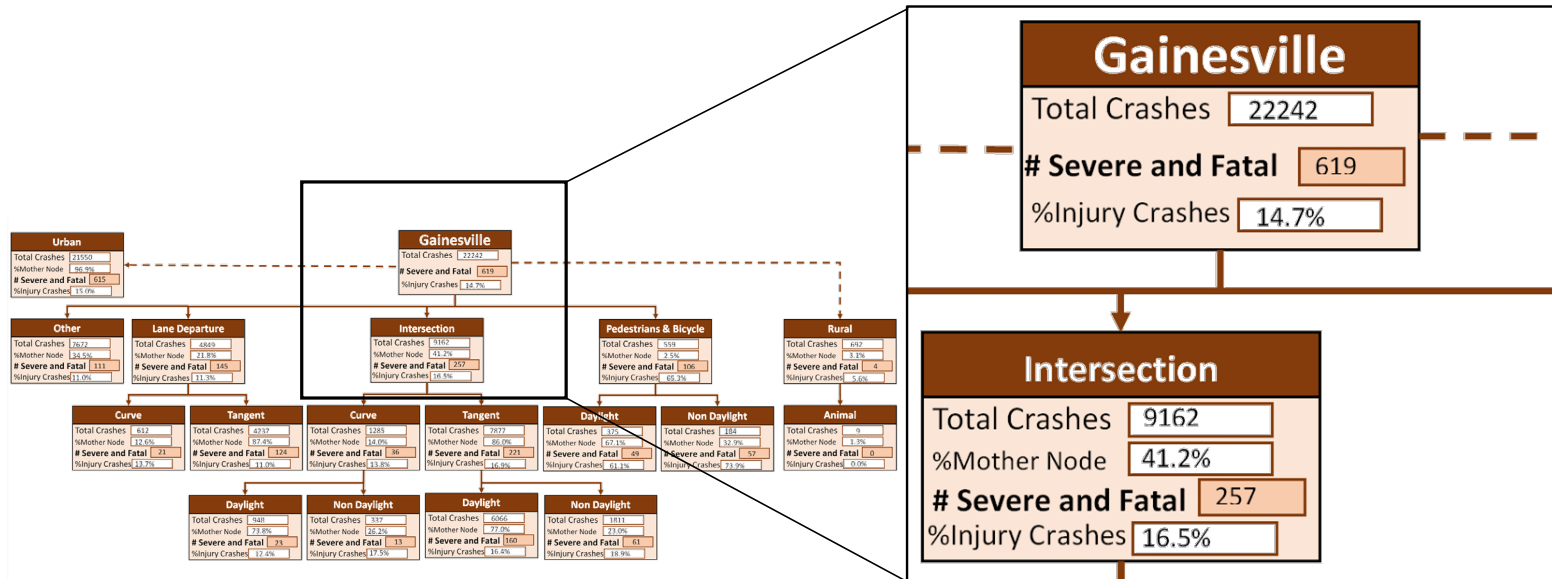 Urban
Total Crashes 21550
%Mother Node 96.9%
# Severe and Fatal 615
%Injury Crashes 15.0%
Gainesville
Total Crashes 22242
# Severe and Fatal 619
%Injury Crashes 14.7%
Other
Total Crashes 7672
%Mother Node 34.5%
# Severe and Fatal 111
%Injury Crashes 11.0%
Lane Departure
Total Crashes 4849
%Mother Node 21.8%
# Severe and Fatal 145
%Injury Crashes 11.3%
Intersection
Total Crashes 9162
%Mother Node 41.2%
# Severe and Fatal 257
%Injury Crashes 16.5%
Pedestrians & Bicycle
Total Crashes 559
%Mother Node 2.5%
# Severe and Fatal 106
%Injury Crashes 65.3%
Rural
Total Crashes 692
%Mother Node 3.1%
# Severe and Fatal 4
%Injury Crashes 5.6%
Curve
Total Crashes 612
%Mother Node 12.6%
# Severe and Fatal 21
%Injury Crashes 13.7%
Tangent
Total Crashes 4237
%Mother Node 87.4%
# Severe and Fatal 124
%Injury Crashes 11.0%
Curve
Total Crashes 1285
%Mother Node 14.0%
# Severe and Fatal 36
%Injury Crashes 13.8%
Tangent
Total Crashes 7877
%Mother Node 86.0%
# Severe and Fatal 221
%Injury Crashes 16.9%
Daylight
Total Crashes 375
%Mother Node 67.1%
# Severe and Fatal 49
%Injury Crashes 61.1%
Non Daylight
Total Crashes 184
%Mother Node 32.9%
# Severe and Fatal 57
%Injury Crashes 73.9%
Animal
Total Crashes 9
%Mother Node 1.3%
# Severe and Fatal 0
%Injury Crashes 0.0%
Daylight
Total Crashes 948
%Mother Node 73.8%
# Severe and Fatal 23
%Injury Crashes 12.4%
Non Daylight
Total Crashes 337
%Mother Node 26.2%
# Severe and Fatal 13
%Injury Crashes 17.5%
Daylight
Total Crashes 6066
%Mother Node 77.0%
# Severe and Fatal 160
%Injury Crashes 16.4%
Non Daylight
Total Crashes 1811
%Mother Node 23.0%
# Severe and Fatal 61
%Injury Crashes 18.9%
Gainesville
Total Crashes 22242
# Severe and Fatal 619
%Injury Crashes 14.7%
Intersection
Total Crashes 9162
%Mother Node 41.2%
# Severe and Fatal 257
%Injury Crashes 16.5%